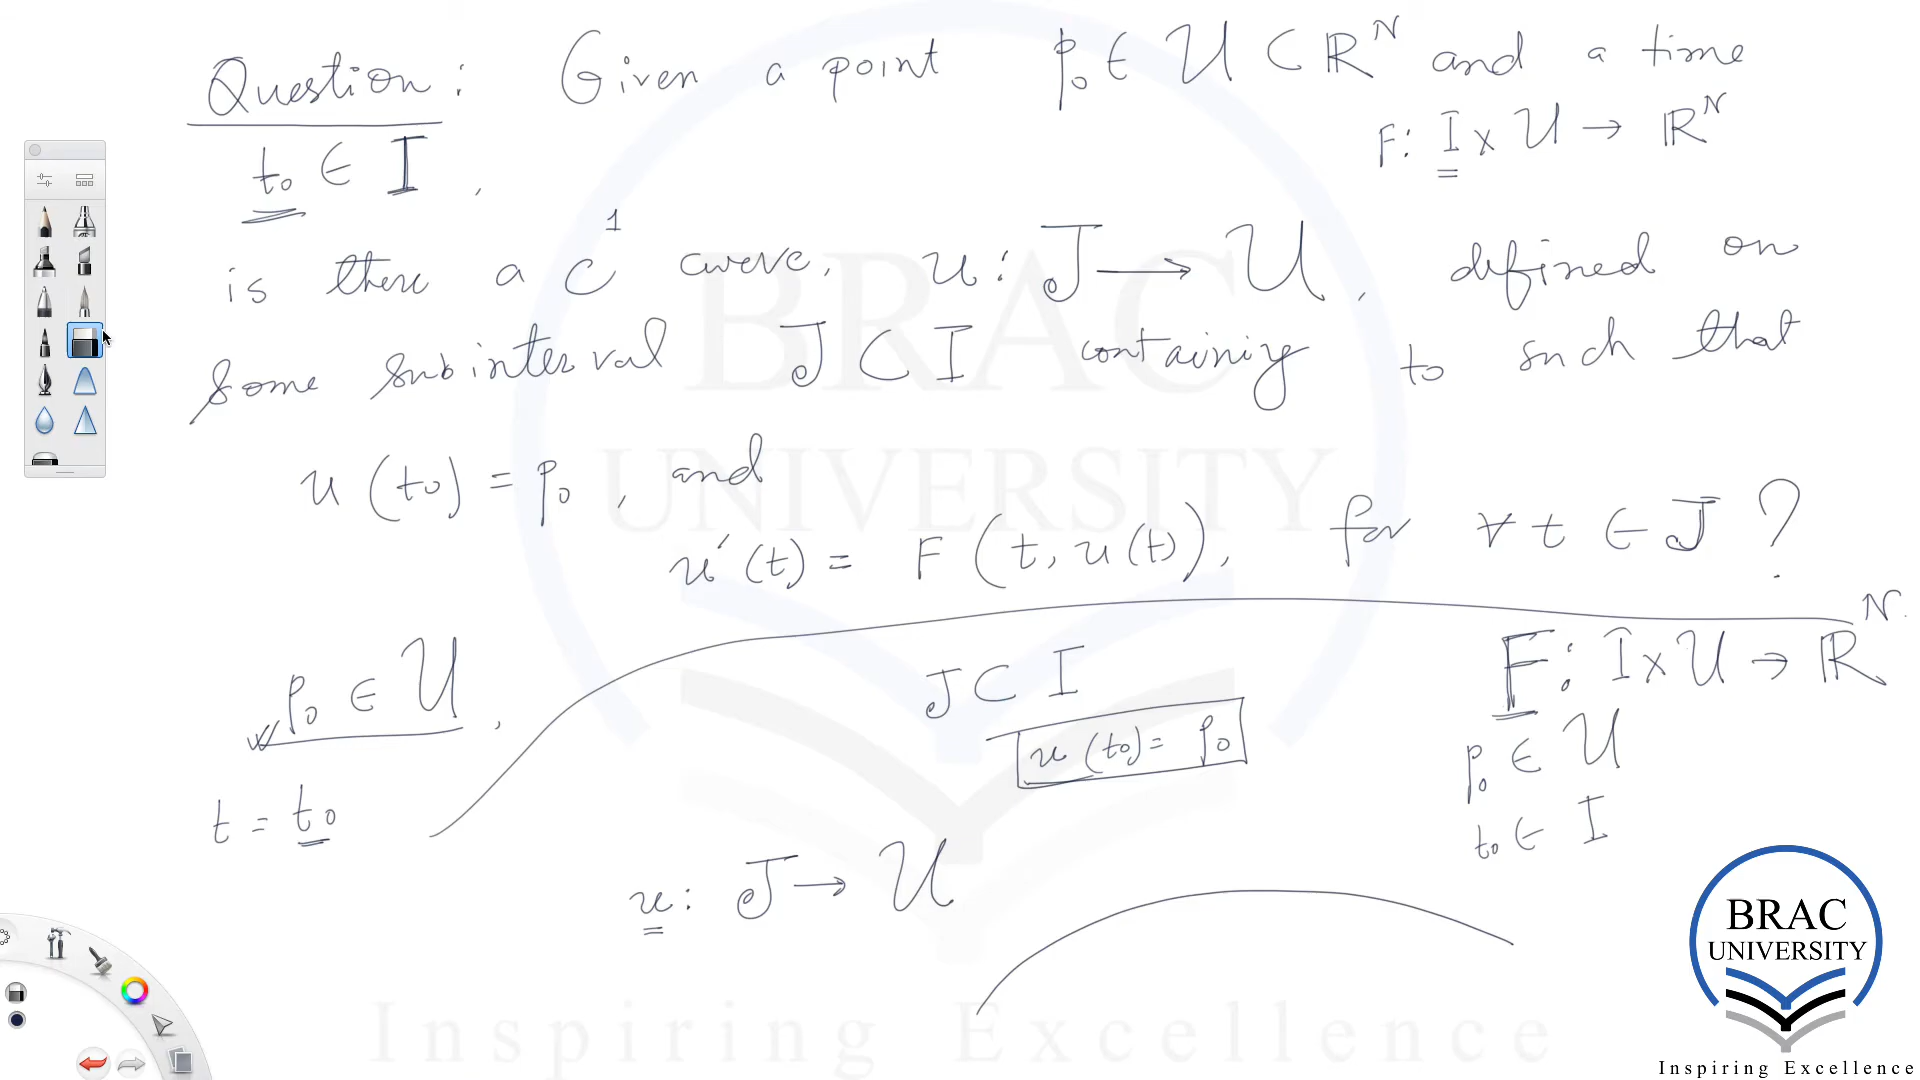 Question: Given a point p₀ ∈ U ⊂ ℝᴺ and a time
F: I x U → ℝᴺ
t₀ ∈ I,
is there a C¹ curve, u: J → U, defined on
some subinterval J ⊂ I containing to such that
u(t₀) = p₀, and
u′(t) = F(t, u(t)), for ∀ t ∈ J?
p₀ ∈ U,
J ⊂ I
F: I x U → ℝᴺ
u(t₀) = p₀
p₀ ∈ U
t = t₀
t₀ ∈ I
u: J → U
BRAC
UNIVERSITY
Inspiring Excellence
BRAC
UNIVERSITY
Inspiring Excellence